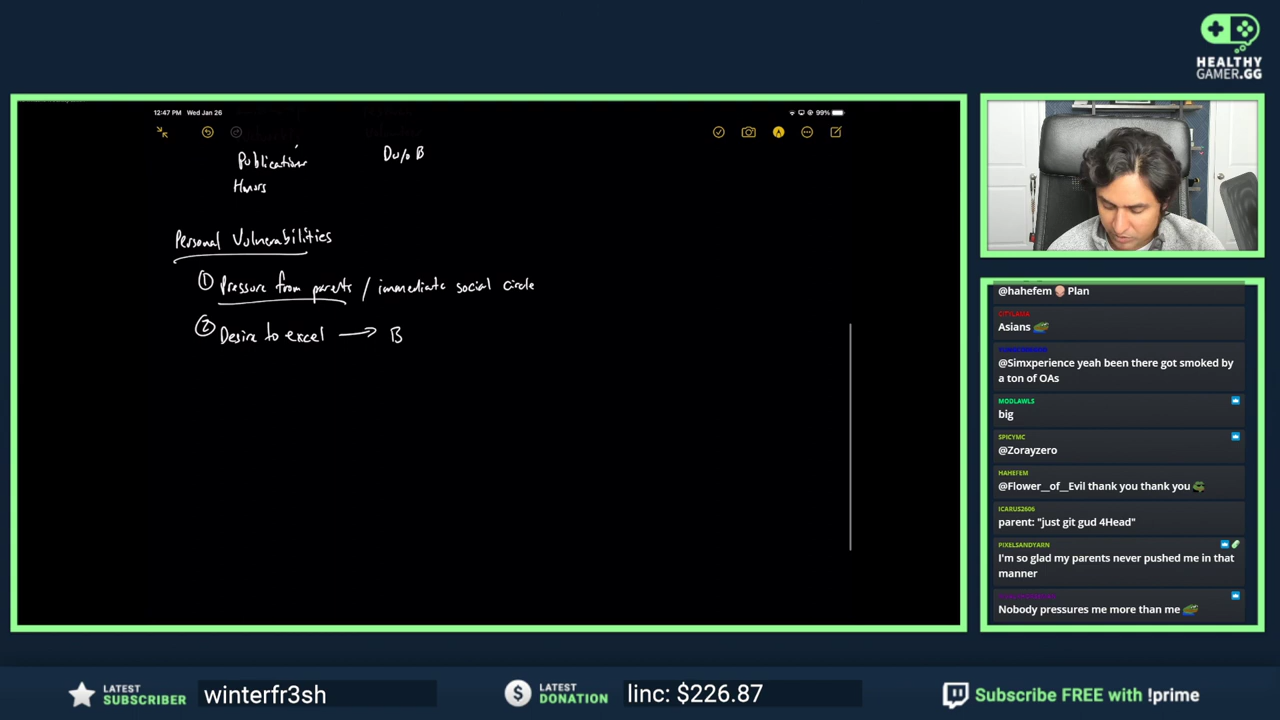 HEALTHY
GAMER.GG
12:47 PM Wed Jan 26
99%
Publications
Du/o B
Honors
Personal Vulnerabilities
① Pressure from parents / immediate social circle
② Desire to excel → B
@hahefem Plan
CITYLAMA
Asians
@Simxperience yeah been there got smoked by
a ton of OAs
MODLAWLS
big
SPICYMC
@Zorayzero
HAHEFEM
@Flower__of__Evil thank you thank you
ICARUS2606
parent: "just git gud 4Head"
PIXELSANDYARN
I'm so glad my parents never pushed me in that
manner
Nobody pressures me more than me
LATEST
SUBSCRIBER
winterfr3sh
$
LATEST
DONATION
linc: $226.87
Subscribe FREE with !prime